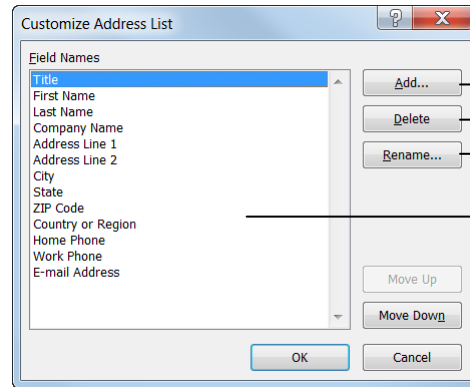 Customize Address List
? X
Field Names
Title
First Name
Last Name
Company Name
Address Line 1
Address Line 2
City
State
ZIP Code
Country or Region
Home Phone
Work Phone
E-mail Address
Add...
Delete
Rename...
Move Up
Move Down
OK Cancel